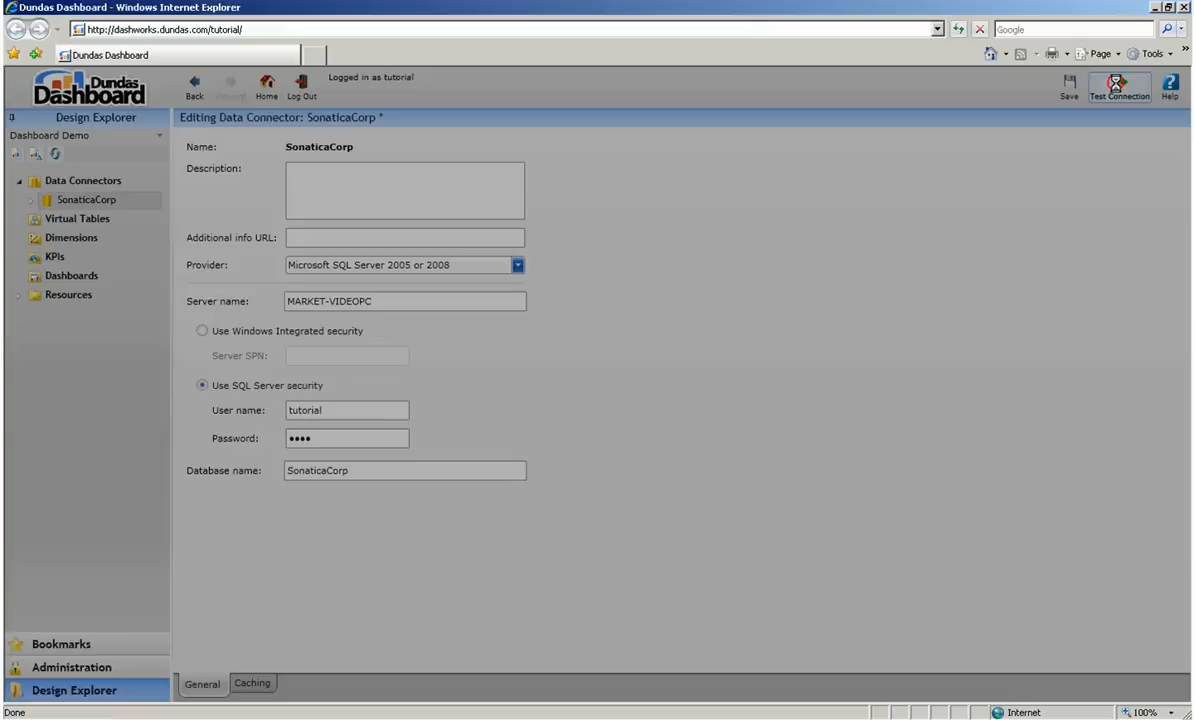 Dundas Dashboard - Windows Internet Explorer
http://dashworks.dundas.com/tutorial/
Google
Dundas Dashboard
Page
Tools
Dundas Dashboard
Back
Home
Log Out
Logged in as tutorial
Save
Test Connection
Help
Design Explorer
Editing Data Connector: SonaticaCorp *
Dashboard Demo
Data Connectors
SonaticaCorp
Virtual Tables
Dimensions
KPIs
Dashboards
Resources
Name: SonaticaCorp
Description:
Additional info URL:
Provider: Microsoft SQL Server 2005 or 2008
Server name: MARKET-VIDEOPC
Use Windows Integrated security
Server SPN:
Use SQL Server security
User name: tutorial
Password: ••••
Database name: SonaticaCorp
Bookmarks
Administration
Design Explorer
General
Caching
Done
Internet
100%